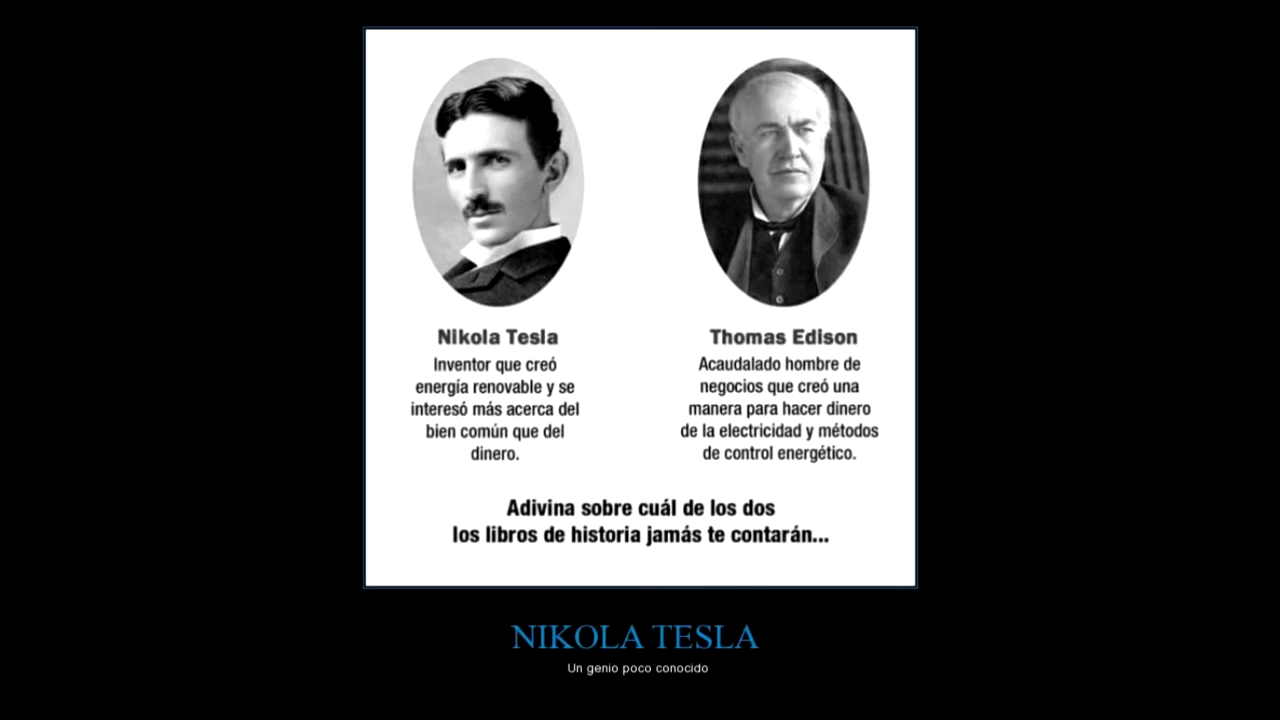 Nikola Tesla
Inventor que creó
energía renovable y se
interesó más acerca del
bien común que del
dinero.
Thomas Edison
Acaudalado hombre de
negocios que creó una
manera para hacer dinero
de la electricidad y métodos
de control energético.
Adivina sobre cuál de los dos
los libros de historia jamás te contarán...
NIKOLA TESLA
Un genio poco conocido